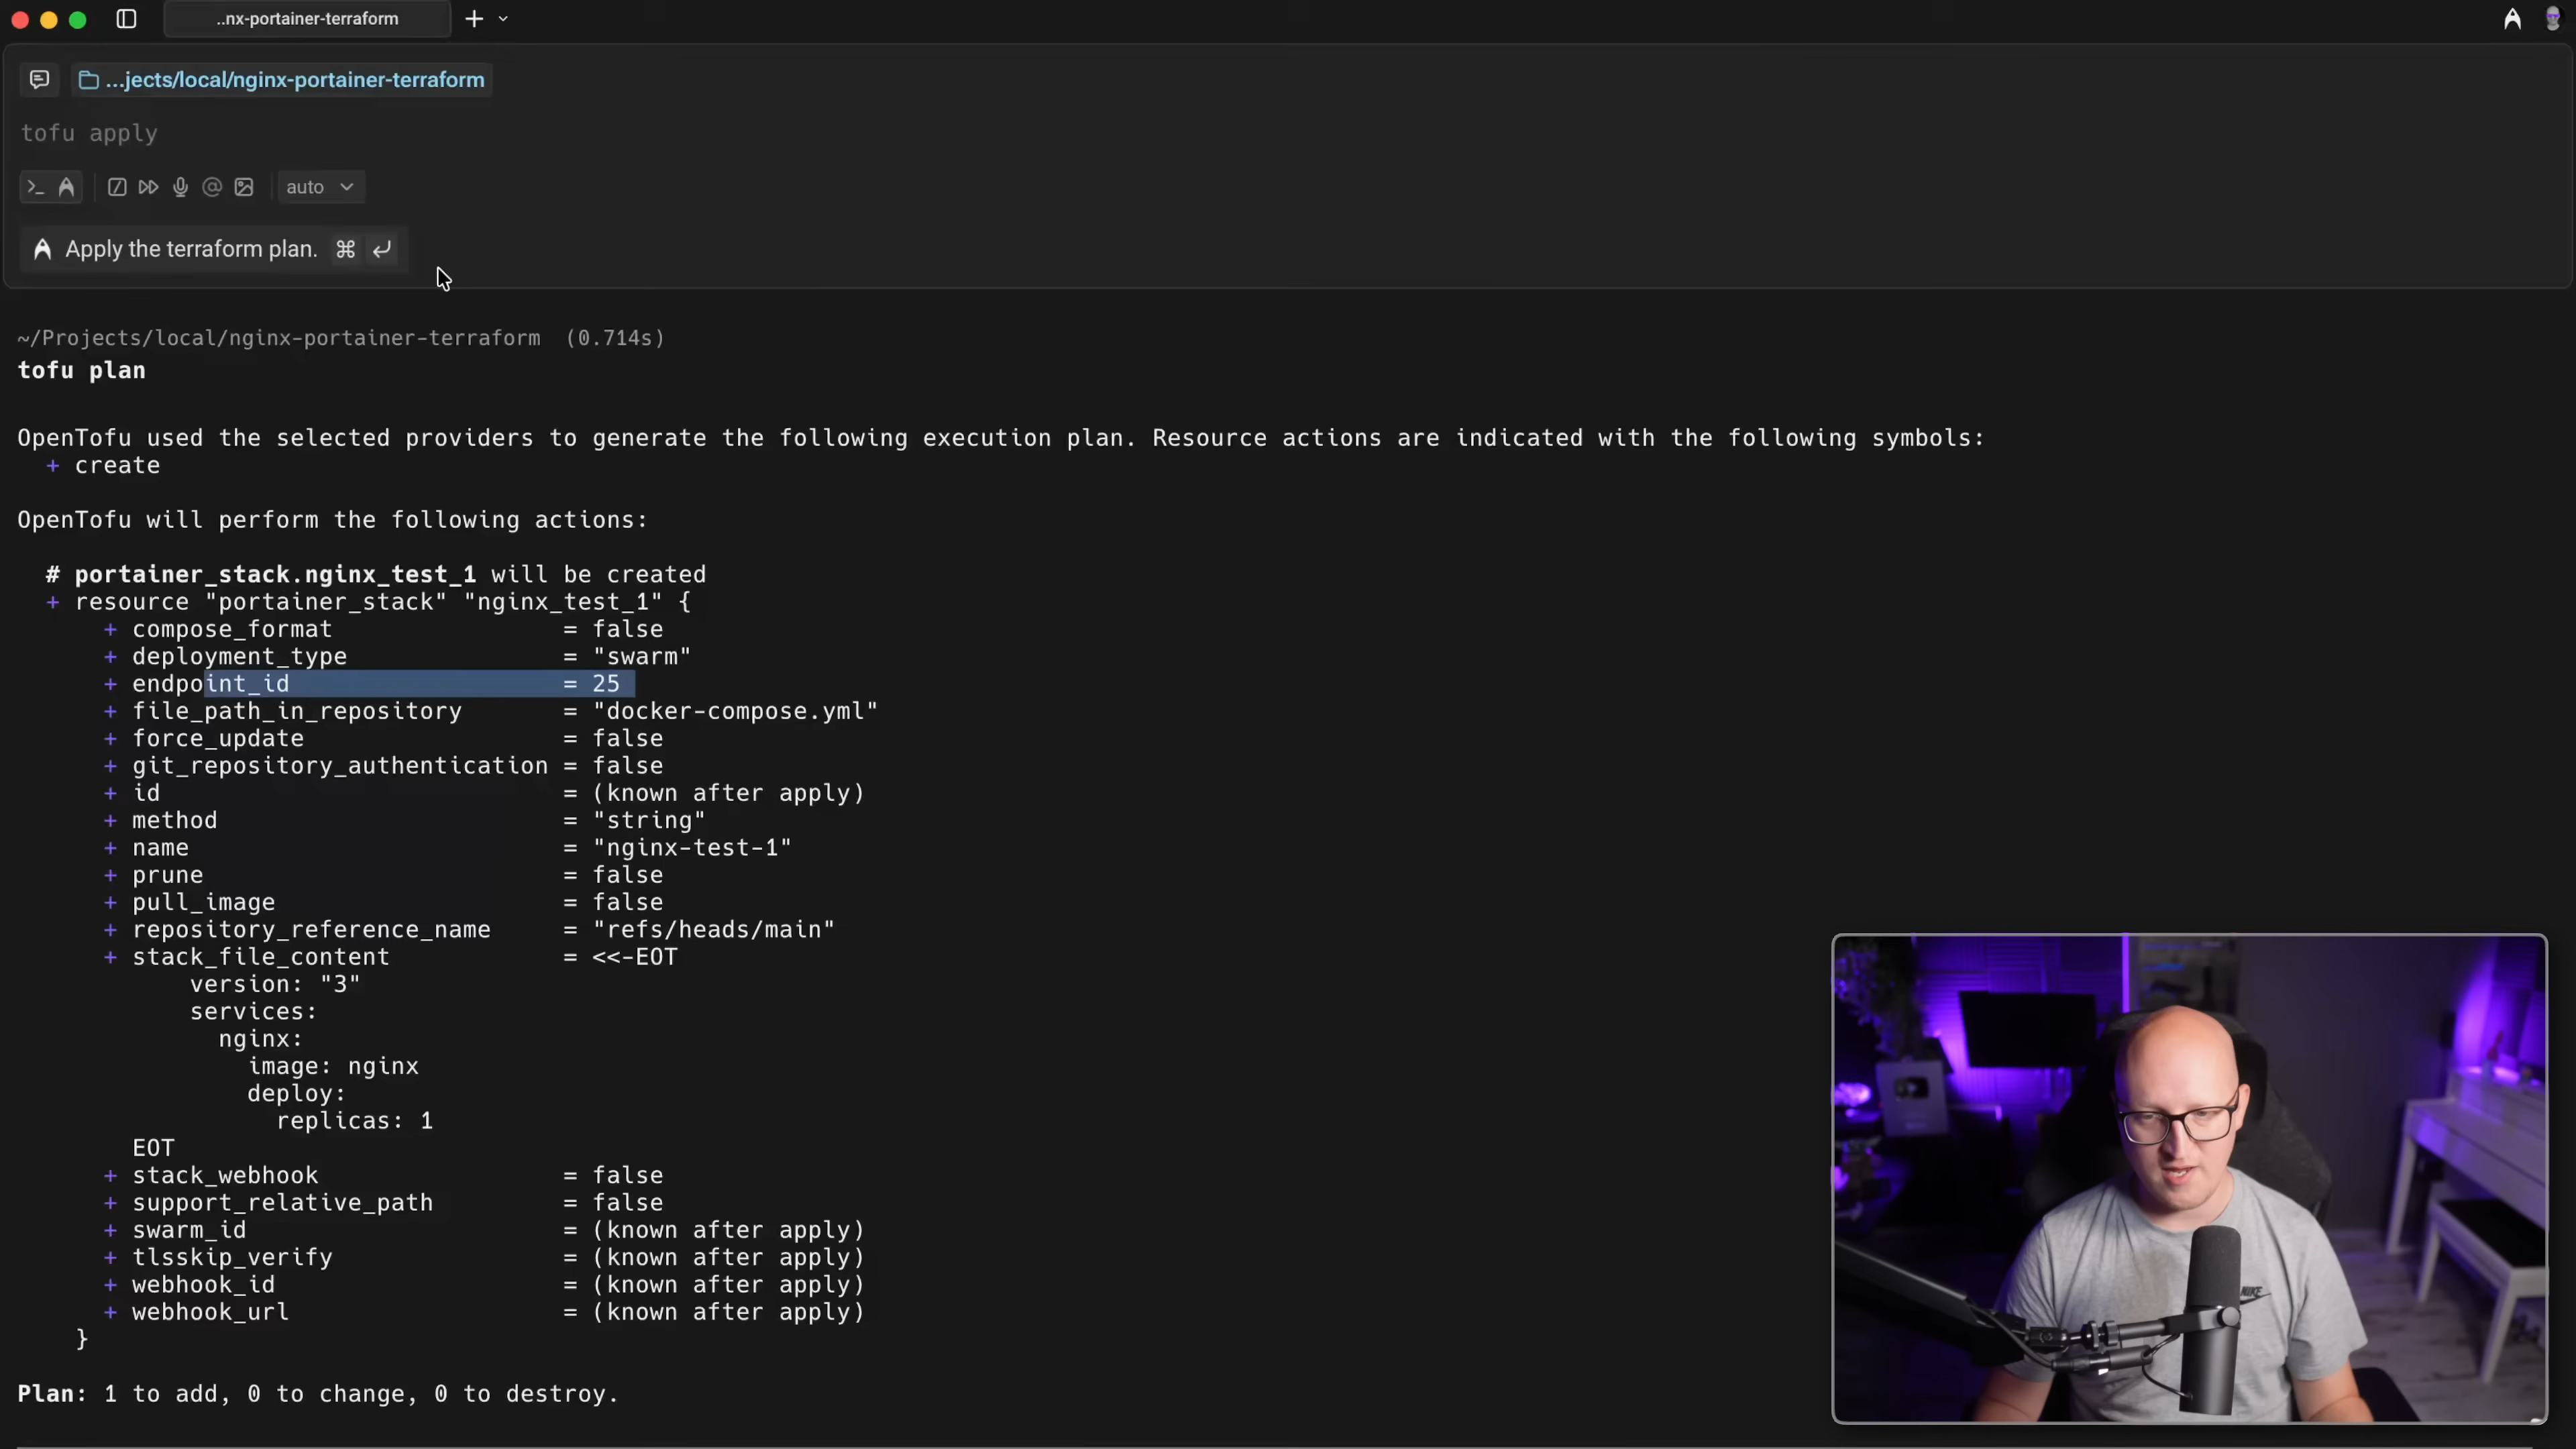 ..nx-portainer-terraform
...jects/local/nginx-portainer-terraform
tofu apply
auto
Apply the terraform plan. ⌘ ↵
~/Projects/local/nginx-portainer-terraform (0.714s)
tofu plan
OpenTofu used the selected providers to generate the following execution plan. Resource actions are indicated with the following symbols:
+ create
OpenTofu will perform the following actions:
# portainer_stack.nginx_test_1 will be created
+ resource "portainer_stack" "nginx_test_1" {
+ compose_format = false
+ deployment_type = "swarm"
+ endpoint_id = 25
+ file_path_in_repository = "docker-compose.yml"
+ force_update = false
+ git_repository_authentication = false
+ id = (known after apply)
+ method = "string"
+ name = "nginx-test-1"
+ prune = false
+ pull_image = false
+ repository_reference_name = "refs/heads/main"
+ stack_file_content = <<-EOT
version: "3"
services:
nginx:
image: nginx
deploy:
replicas: 1
EOT
+ stack_webhook = false
+ support_relative_path = false
+ swarm_id = (known after apply)
+ tlsskip_verify = (known after apply)
+ webhook_id = (known after apply)
+ webhook_url = (known after apply)
}
Plan: 1 to add, 0 to change, 0 to destroy.
NIKE